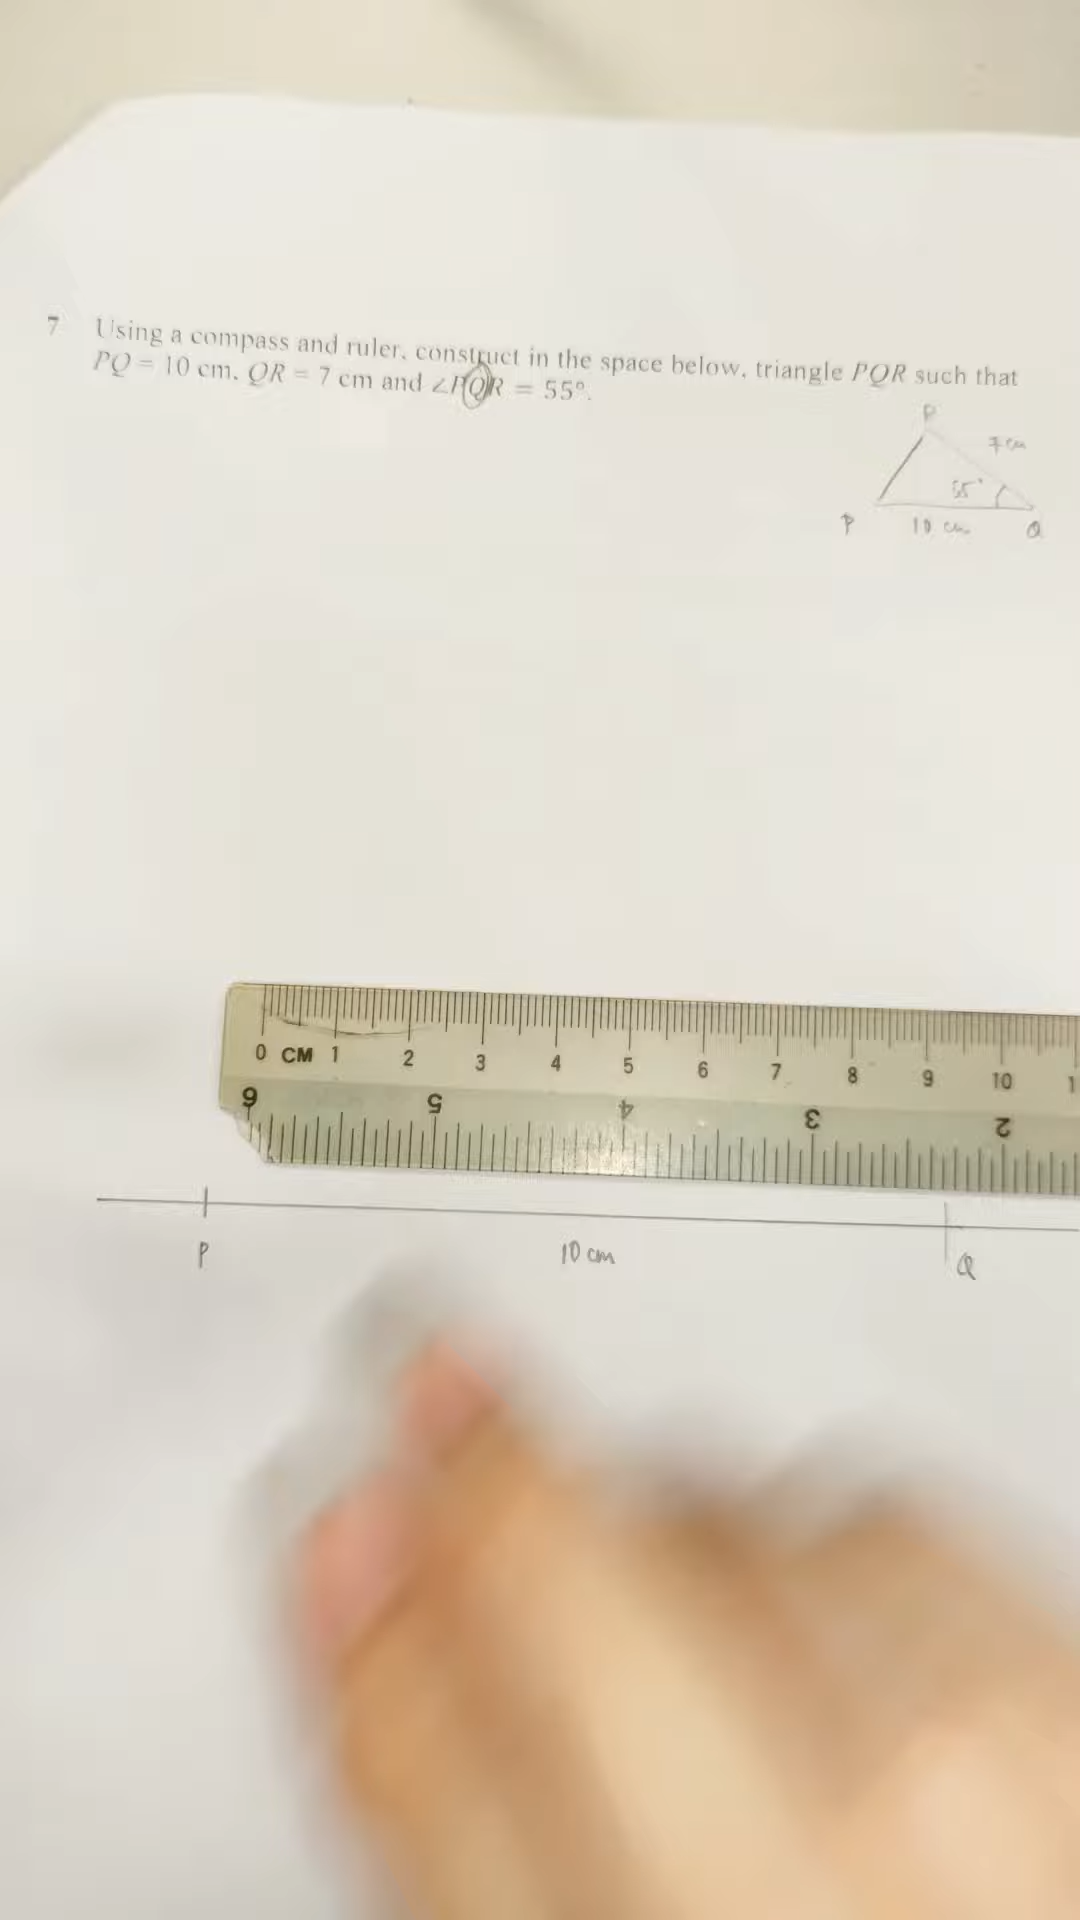 7 Using a compass and ruler, construct in the space below, triangle PQR such that
PQ = 10 cm, QR = 7 cm and ∠PQR = 55°.
R
7 cm
55°
P 10 cm Q
0 CM 1 2 3 4 5 6 7 8 9 10 1
6 5 4 3 2
P 10 cm Q